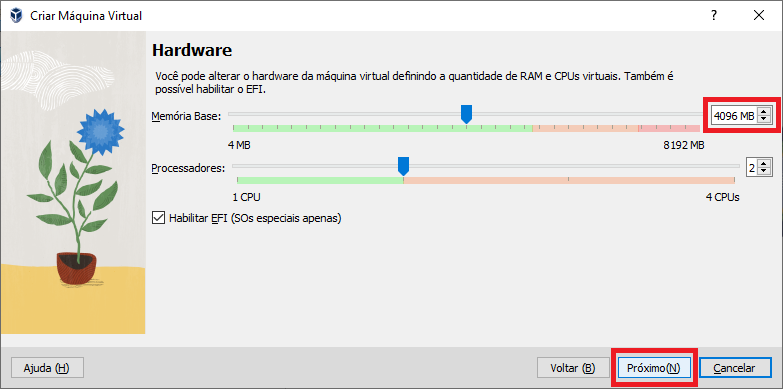 Criar Máquina Virtual
Hardware
Você pode alterar o hardware da máquina virtual definindo a quantidade de RAM e CPUs virtuais. Também é
possível habilitar o EFI.
Memória Base: 4096 MB
4 MB 8192 MB
Processadores: 2
1 CPU 4 CPUs
Habilitar EFI (SOs especiais apenas)
Ajuda (H) Voltar (B) Próximo(N) Cancelar